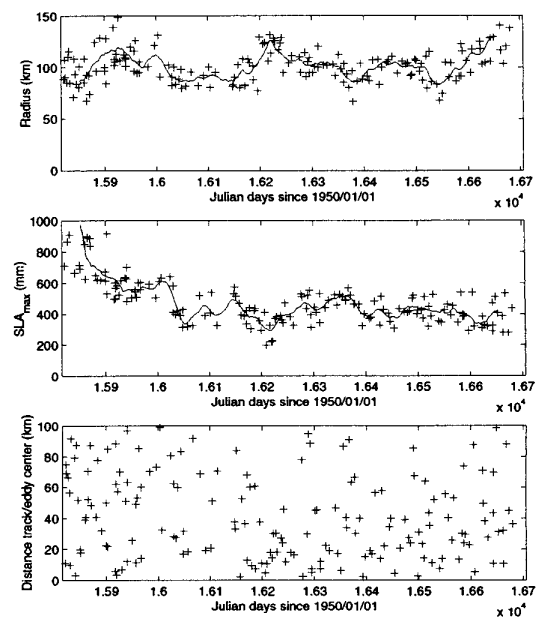 150
100
50
0
Radius (km)
1.59 1.6 1.61 1.62 1.63 1.64 1.65 1.66 1.67
Julian days since 1950/01/01
x 10^4
1000
800
600
400
200
0
SLA_max (mm)
1.59 1.6 1.61 1.62 1.63 1.64 1.65 1.66 1.67
Julian days since 1950/01/01
x 10^4
100
80
60
40
20
0
Distance track/eddy center (km)
1.59 1.6 1.61 1.62 1.63 1.64 1.65 1.66 1.67
Julian days since 1950/01/01
x 10^4